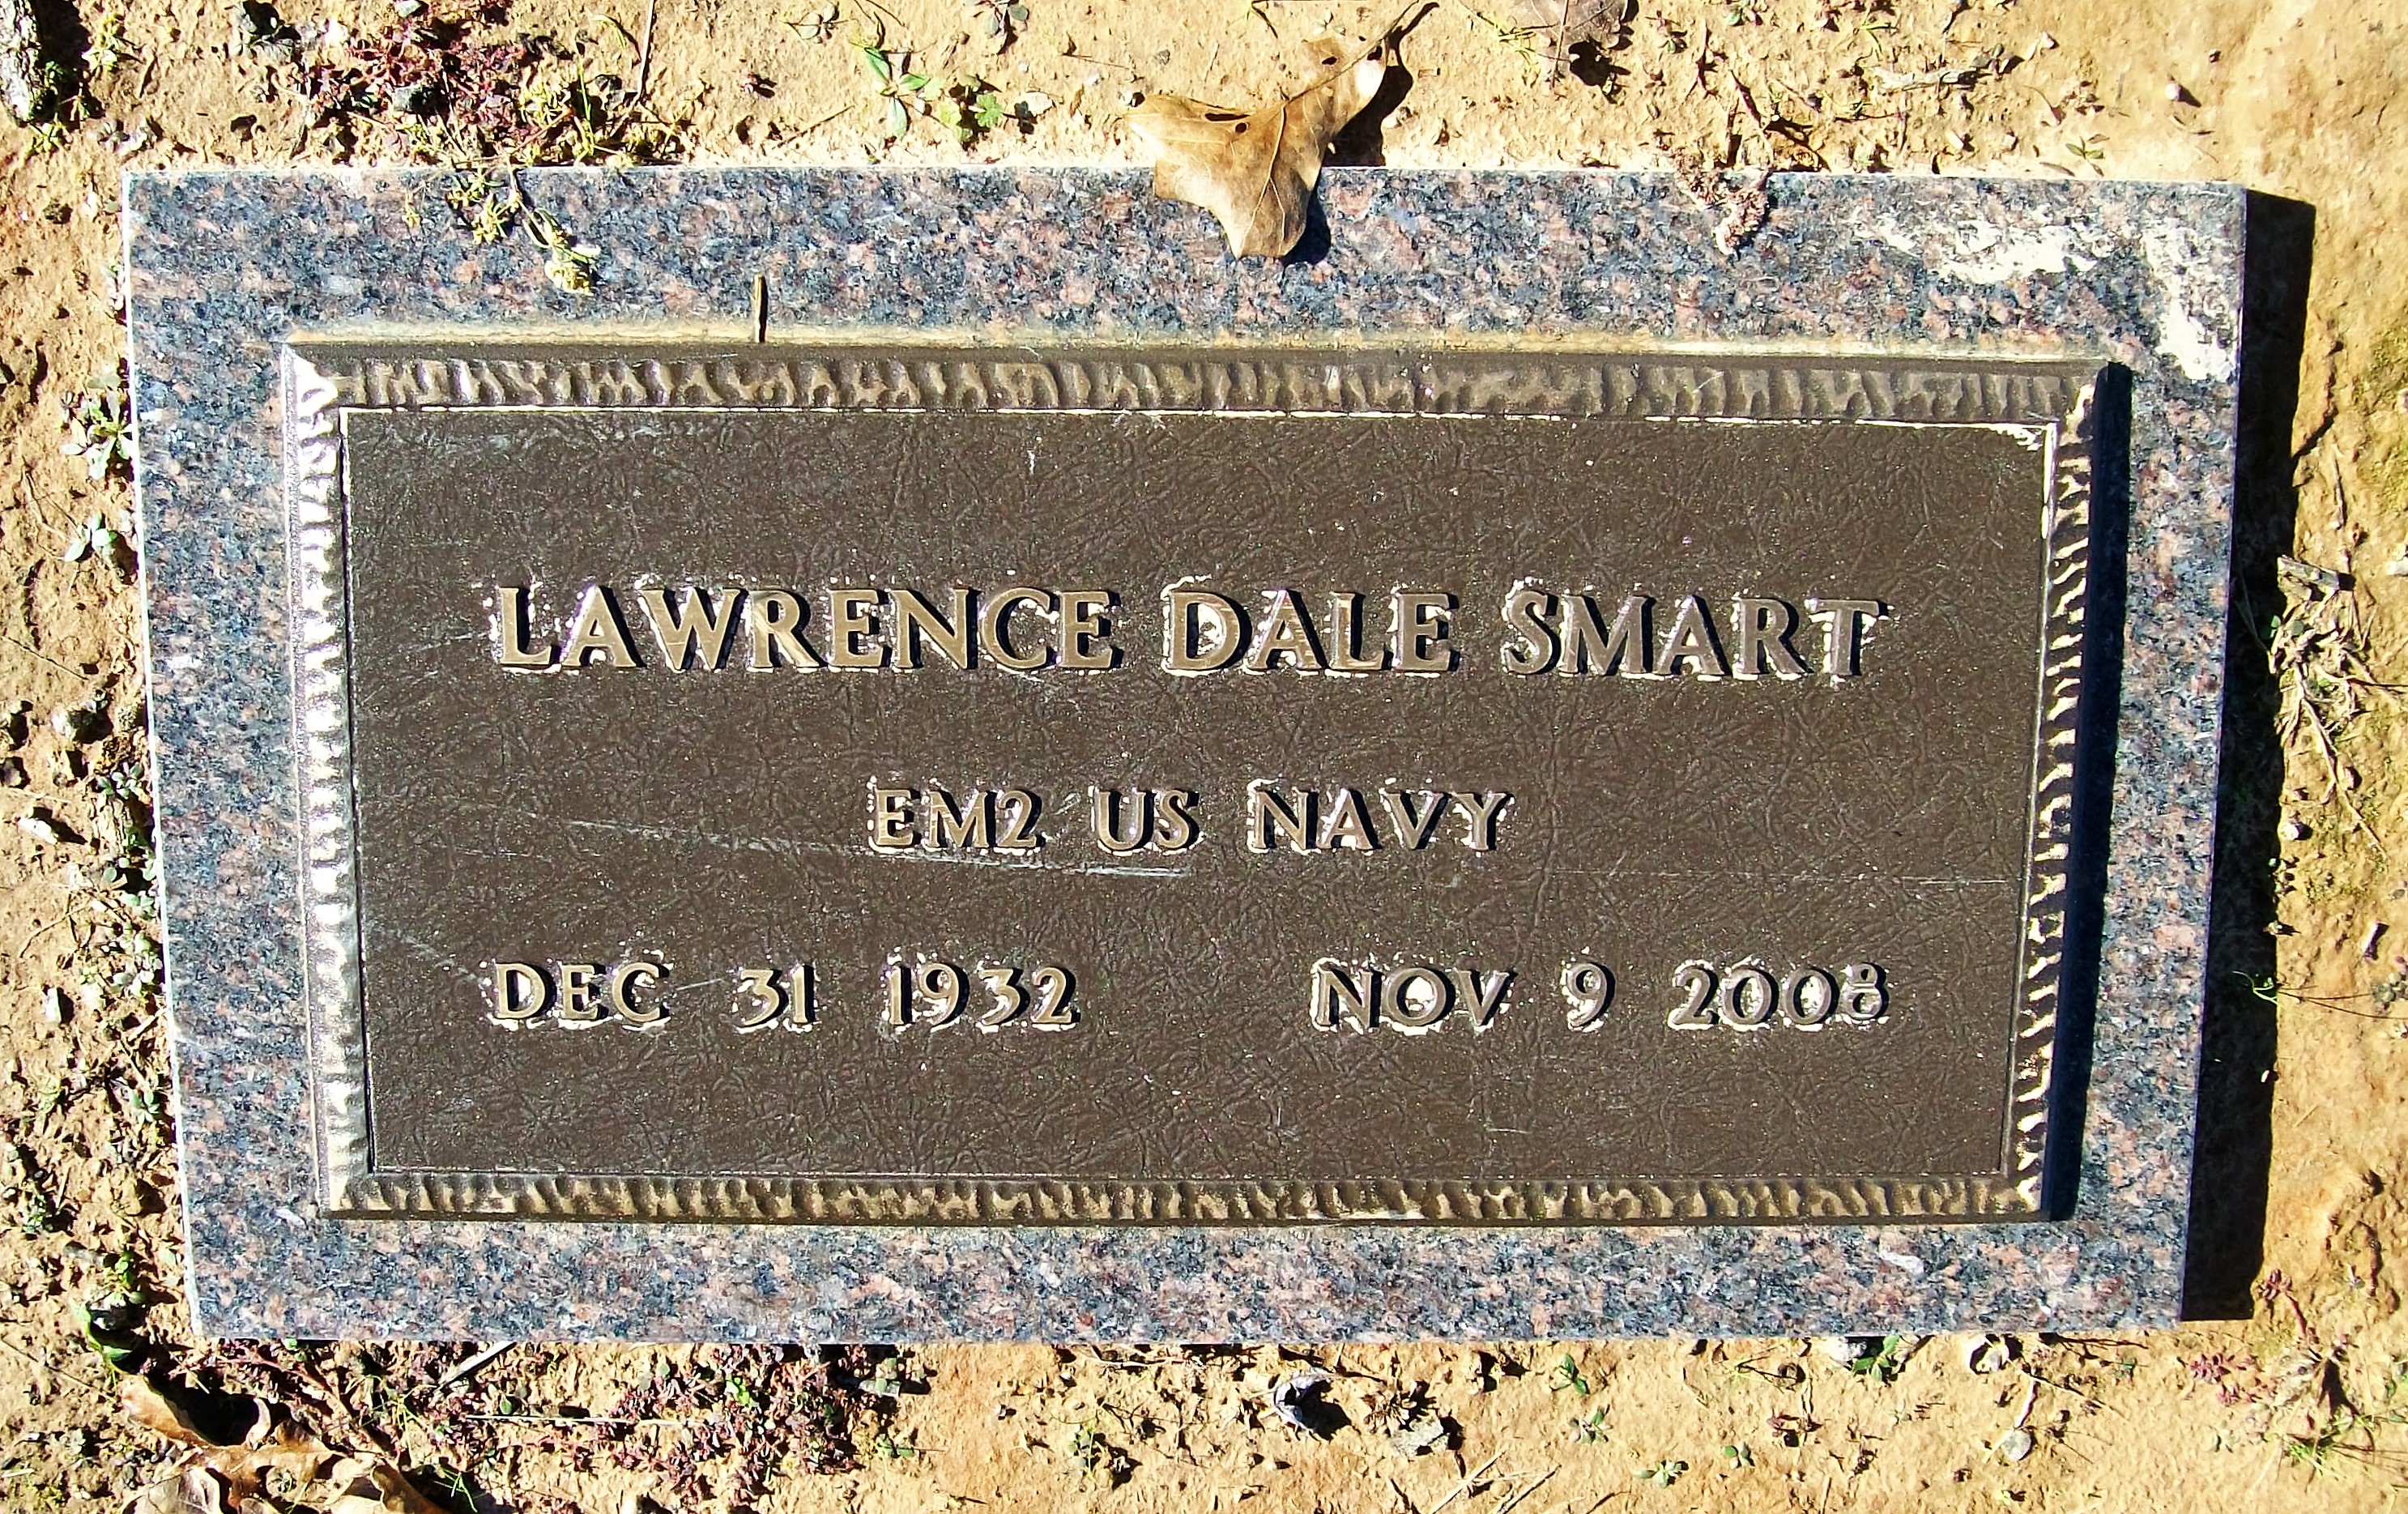 LAWRENCE DALE SMART
EM2 US NAVY
DEC 31 1932 NOV 9 2008